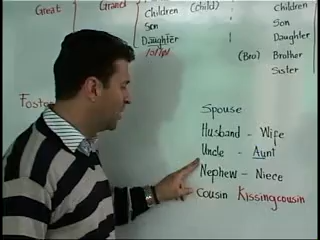 Great Grand Children (Child) Children
Son Son
Daughter Daughter
(Bro) Brother
Sister
Foste
Spouse
Husband - Wife
Uncle - Aunt
Nephew - Niece
Cousin Kissingcousin